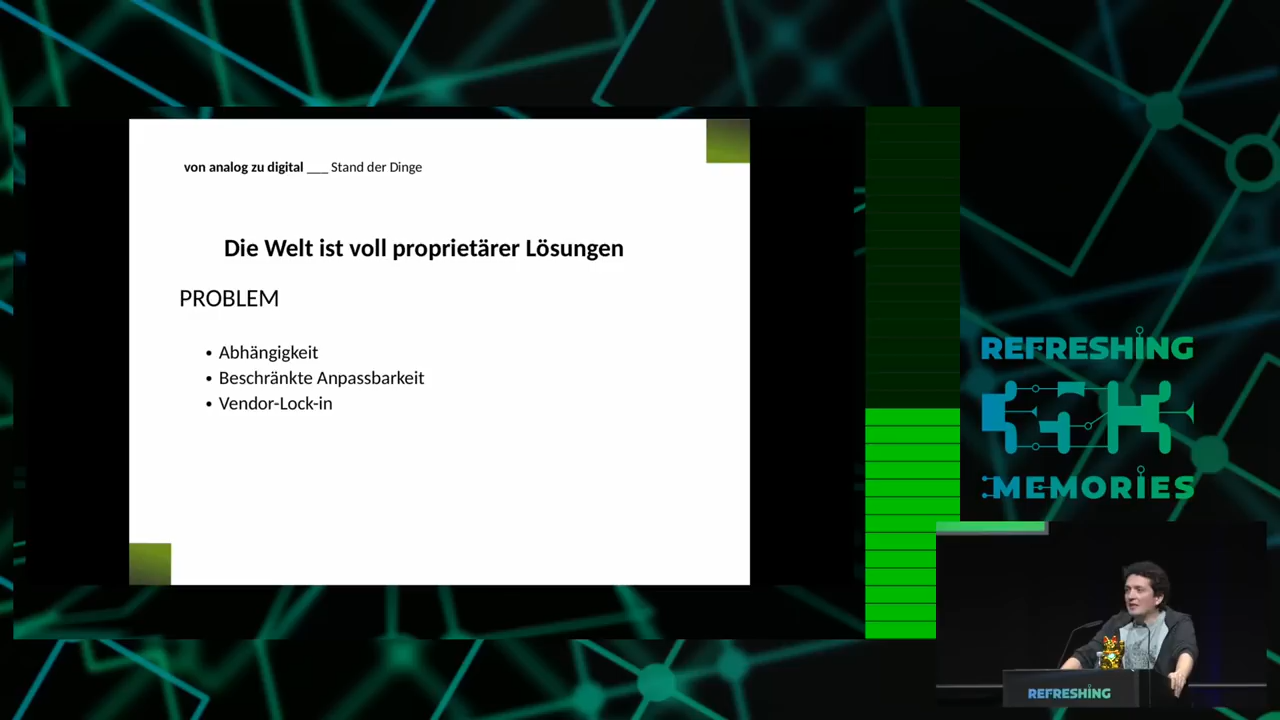 von analog zu digital ___ Stand der Dinge
Die Welt ist voll proprietärer Lösungen
PROBLEM
• Abhängigkeit
• Beschränkte Anpassbarkeit
• Vendor-Lock-in
REFRESHING
GPN
MEMORIES
REFRESHING